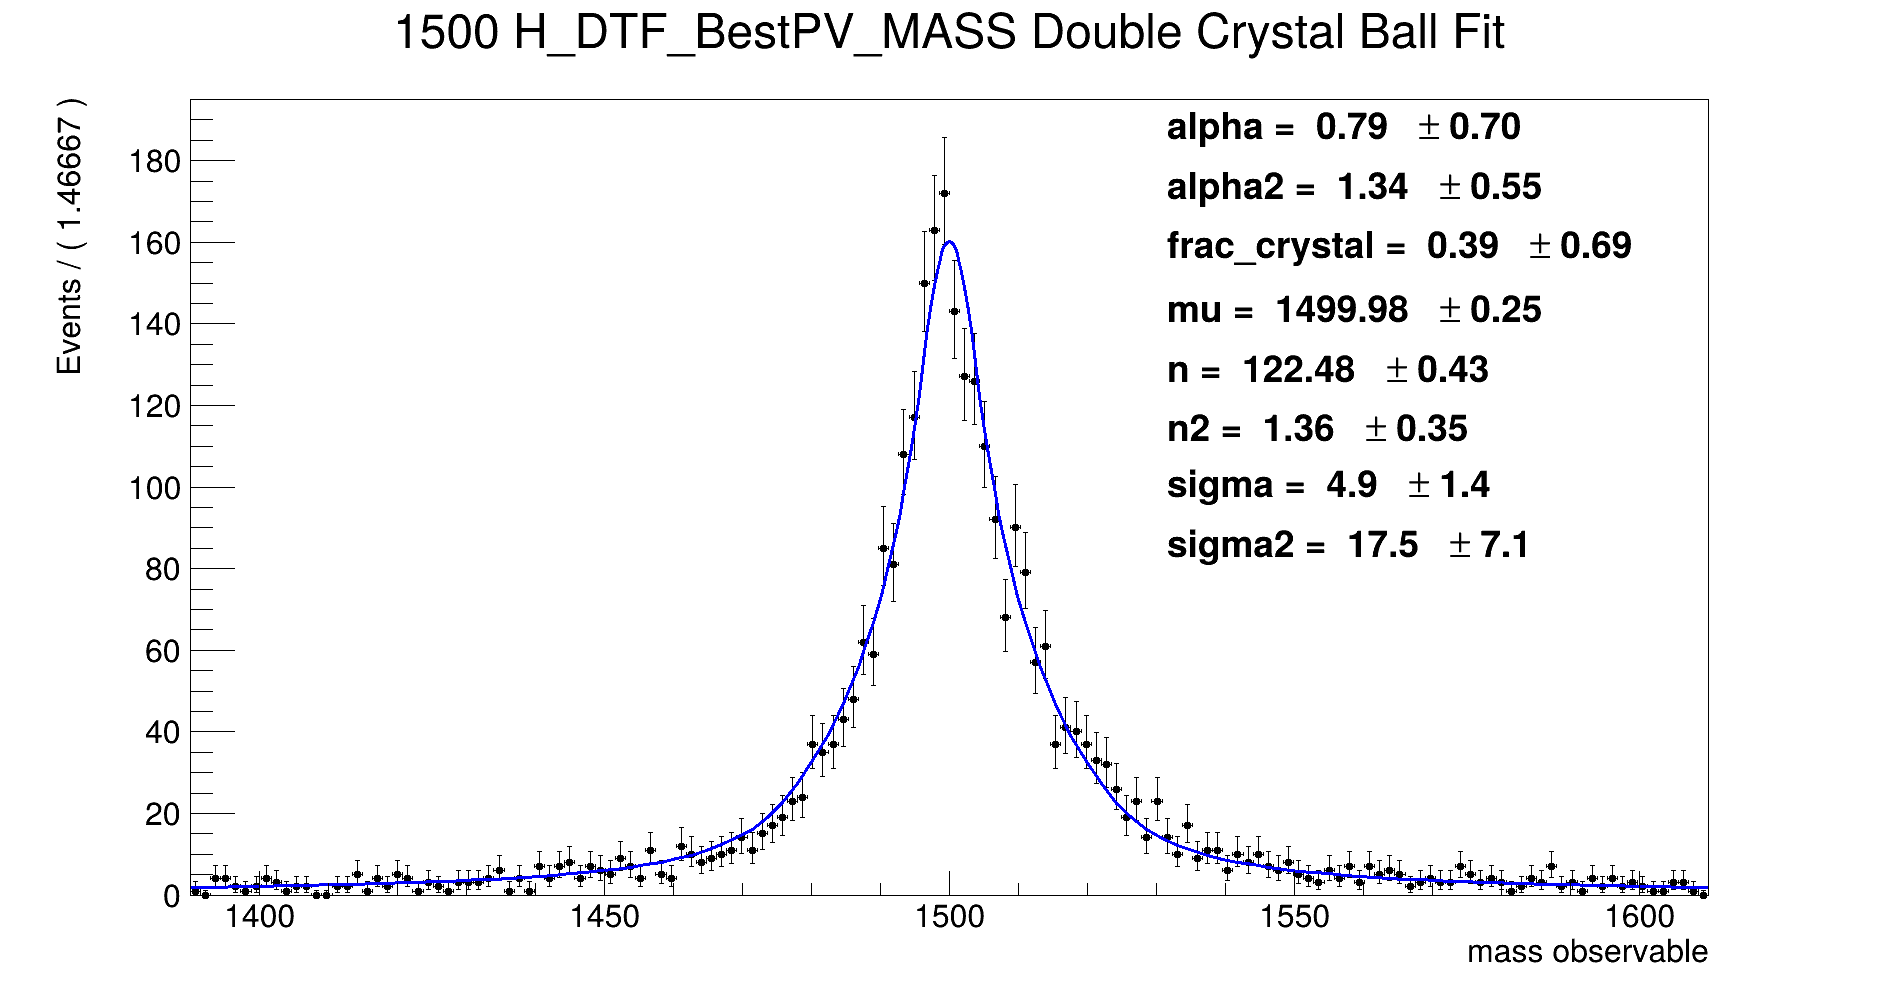 1500 H_DTF_BestPV_MASS Double Crystal Ball Fit
Events / ( 1.46667 )
alpha = 0.79 ± 0.70
alpha2 = 1.34 ± 0.55
frac_crystal = 0.39 ± 0.69
mu = 1499.98 ± 0.25
n = 122.48 ± 0.43
n2 = 1.36 ± 0.35
sigma = 4.9 ± 1.4
sigma2 = 17.5 ± 7.1
180
160
140
120
100
80
60
40
20
0
1400 1450 1500 1550 1600
mass observable